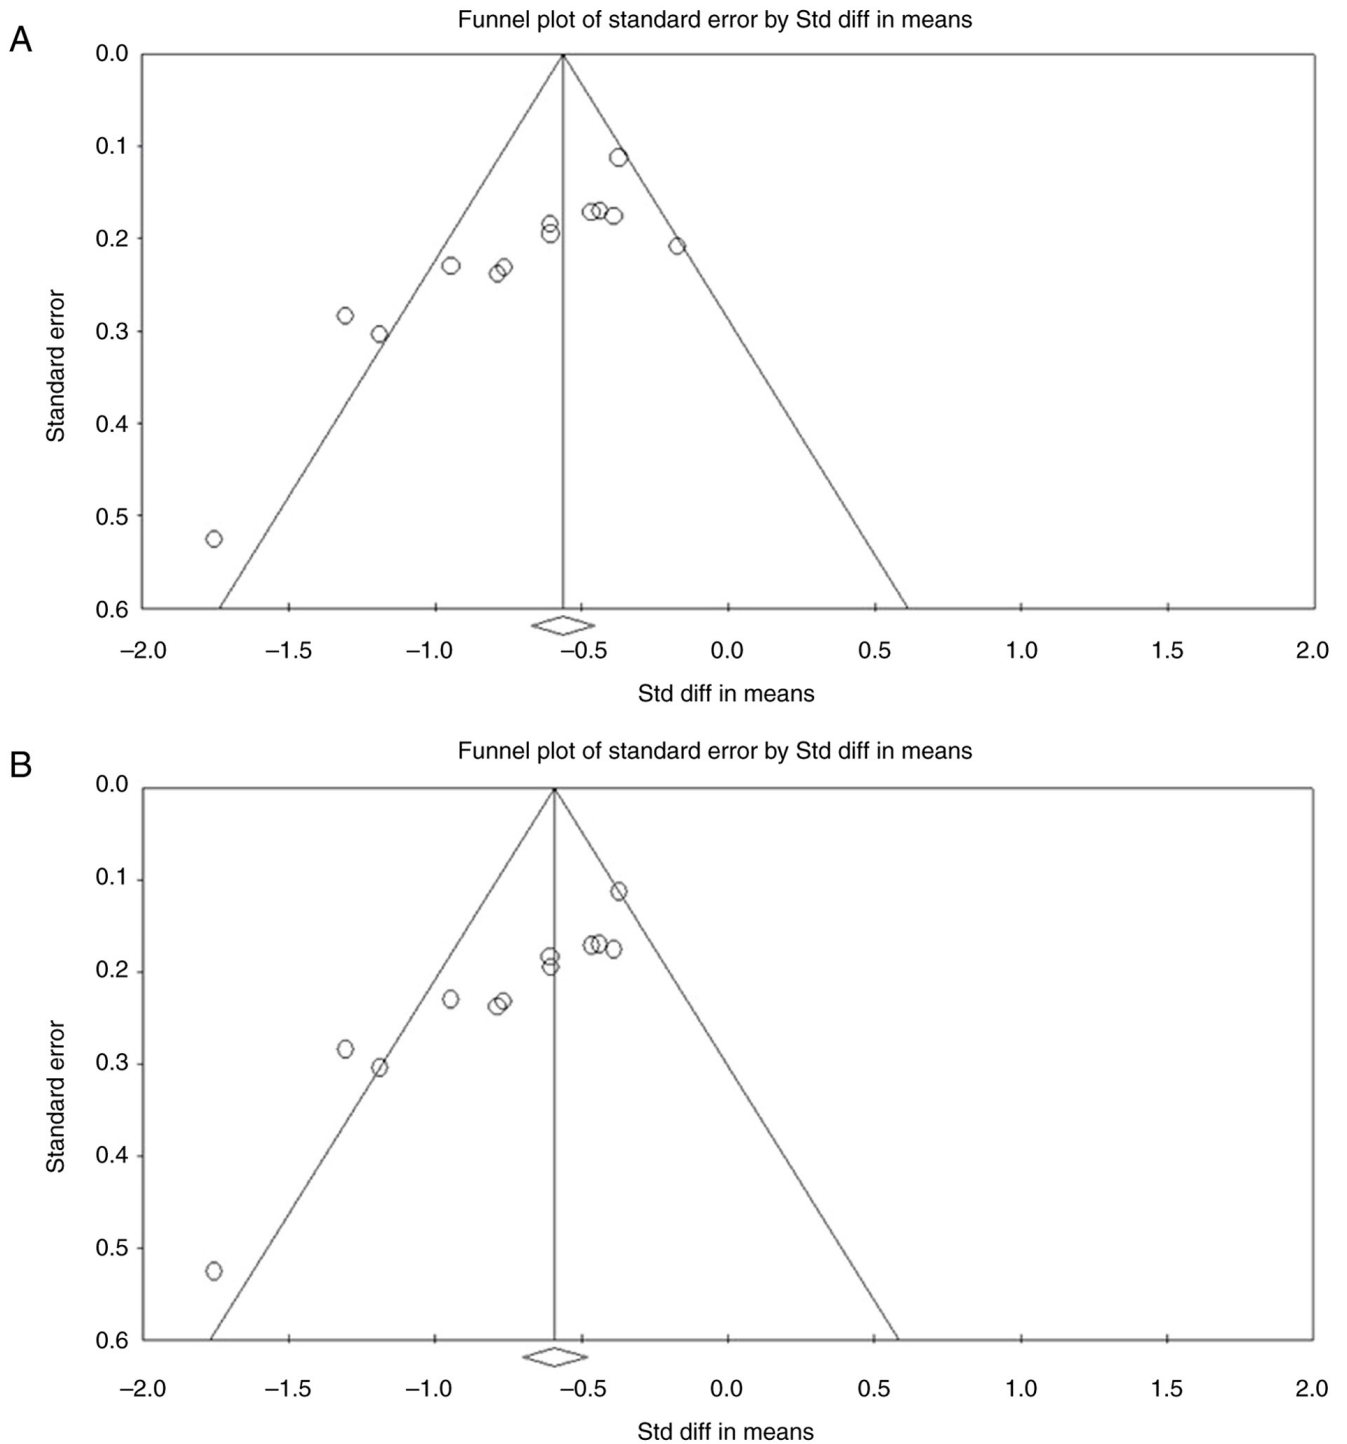 A
Funnel plot of standard error by Std diff in means
0.0
0.1
0.2
0.3
0.4
0.5
0.6
Standard error
–2.0 –1.5 –1.0 –0.5 0.0 0.5 1.0 1.5 2.0
Std diff in means
B
Funnel plot of standard error by Std diff in means
0.0
0.1
0.2
0.3
0.4
0.5
0.6
Standard error
–2.0 –1.5 –1.0 –0.5 0.0 0.5 1.0 1.5 2.0
Std diff in means